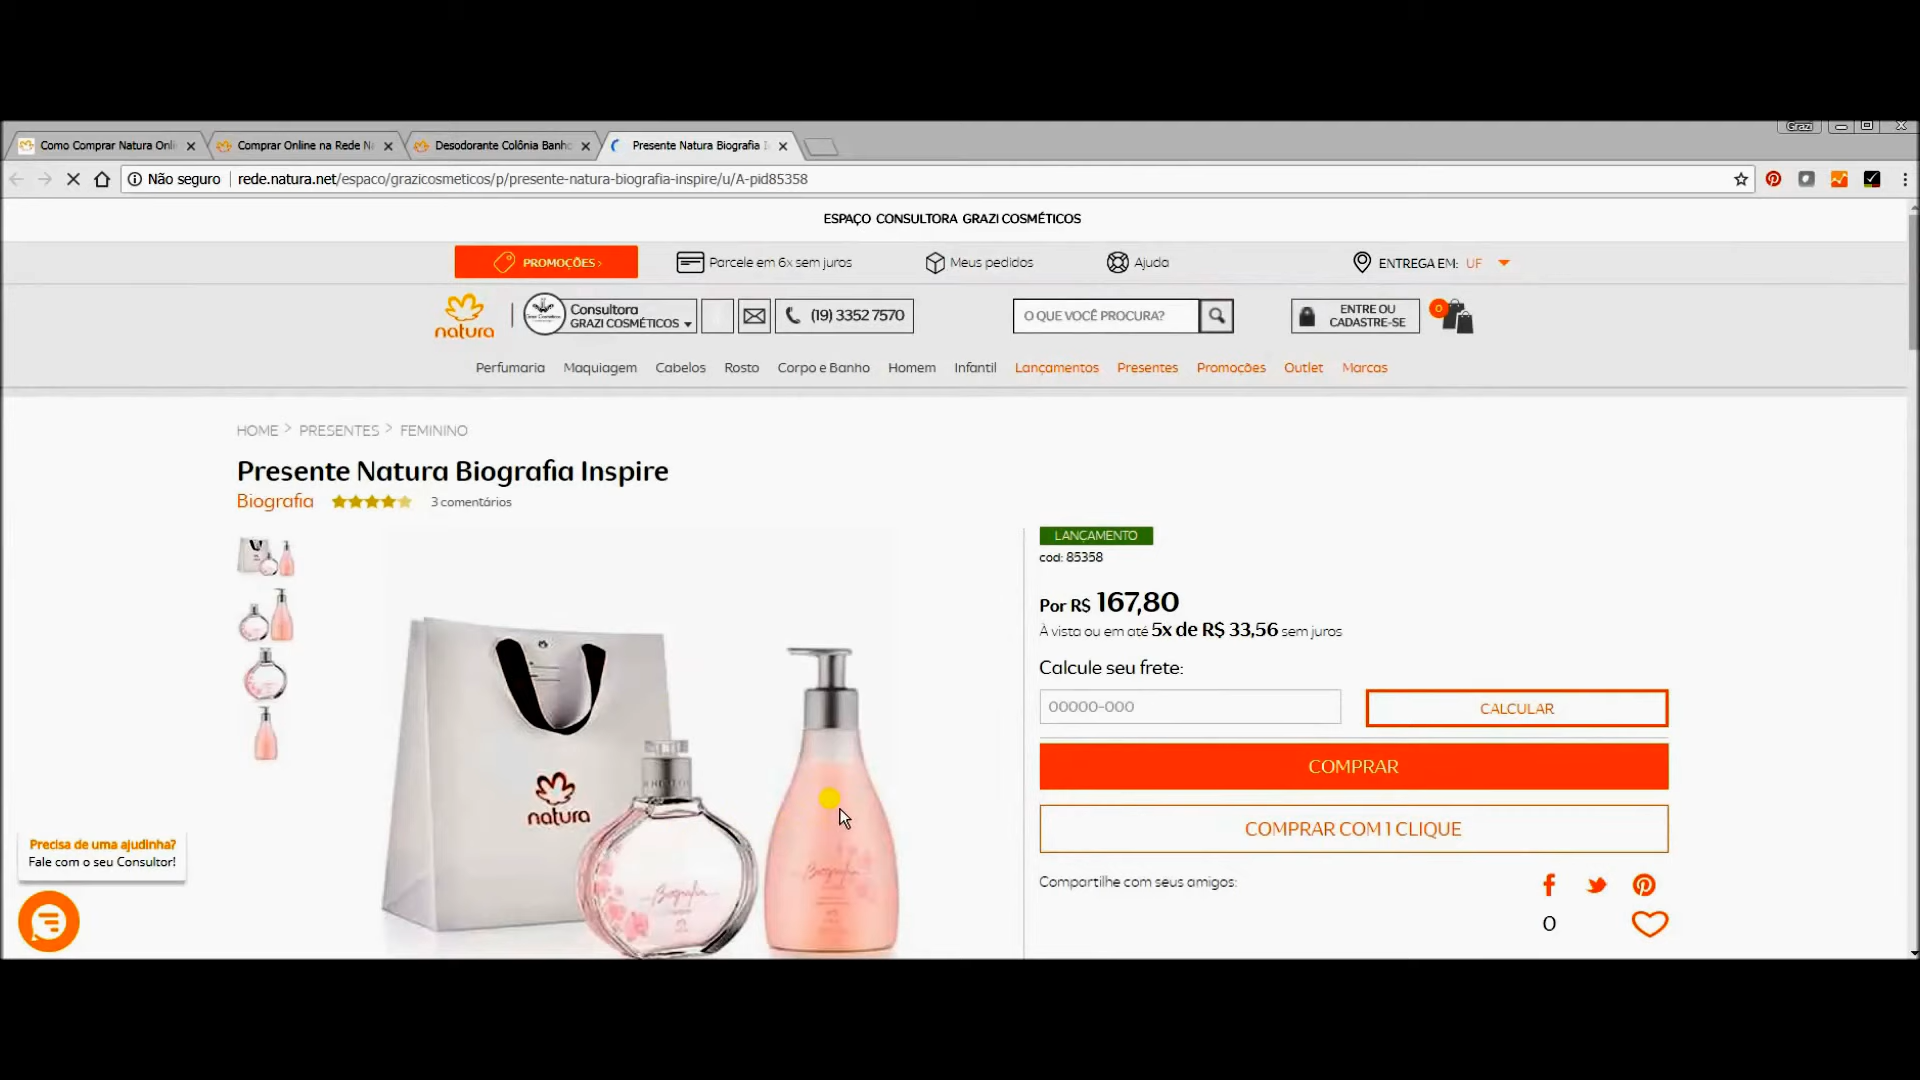 Grazi
Como Comprar Natura Onli
Comprar Online na Rede N
Desodorante Colônia Banho
Presente Natura Biografia I
Não seguro
rede.natura.net/espaco/grazicosmeticos/p/presente-natura-biografia-inspire/u/A-pid85358
ESPAÇO CONSULTORA GRAZI COSMÉTICOS
PROMOÇÕES >
Parcele em 6x sem juros
Meus pedidos
Ajuda
ENTREGA EM: UF
natura
Consultora
GRAZI COSMÉTICOS
(19) 3352 7570
O QUE VOCÊ PROCURA?
ENTRE OU
CADASTRE-SE
0
Perfumaria Maquiagem Cabelos Rosto Corpo e Banho Homem Infantil Lançamentos Presentes Promoções Outlet Marcas
HOME > PRESENTES > FEMININO
Presente Natura Biografia Inspire
Biografia
3 comentários
LANÇAMENTO
cod: 85358
Por R$ 167,80
À vista ou em até 5x de R$ 33,56 sem juros
Calcule seu frete:
00000-000
CALCULAR
COMPRAR
COMPRAR COM 1 CLIQUE
Compartilhe com seus amigos:
0
natura
Biografia
Biografia
Precisa de uma ajudinha?
Fale com o seu Consultor!